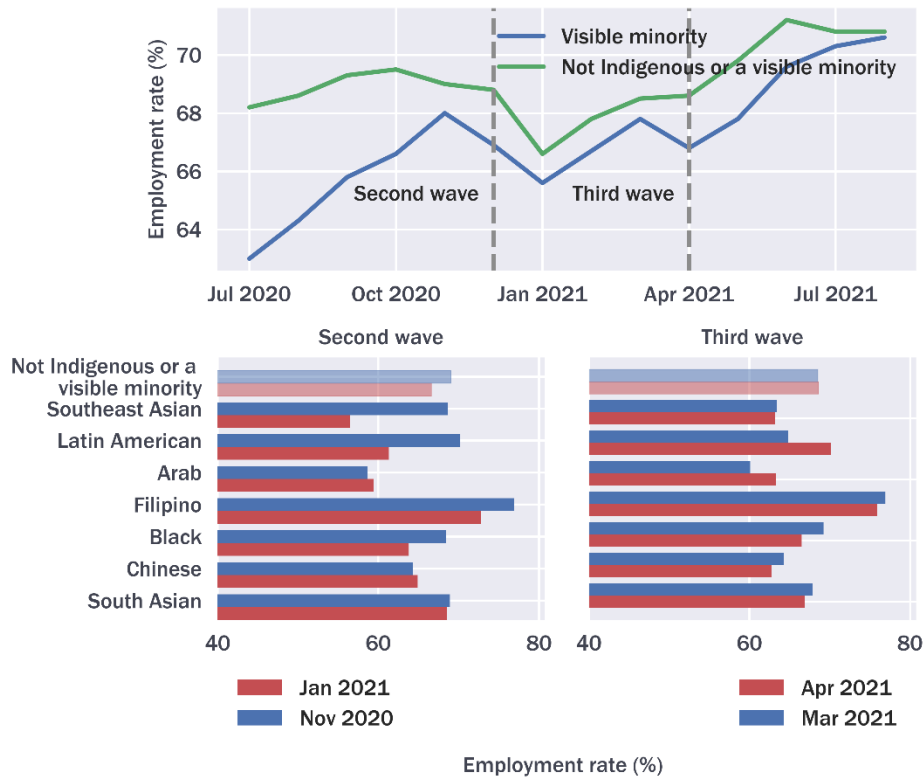 Employment rate (%)
70
68
66
64
Visible minority
Not Indigenous or a visible minority
Second wave
Third wave
Jul 2020
Oct 2020
Jan 2021
Apr 2021
Jul 2021
Second wave
Third wave
Not Indigenous or a
visible minority
Southeast Asian
Latin American
Arab
Filipino
Black
Chinese
South Asian
40
60
80
40
60
80
Jan 2021
Nov 2020
Apr 2021
Mar 2021
Employment rate (%)